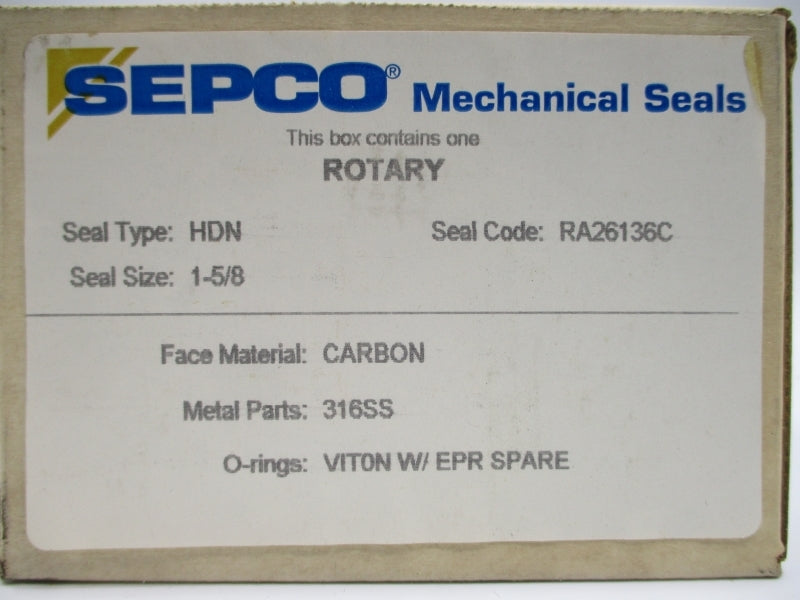 SEPCO® Mechanical Seals
This box contains one
ROTARY
Seal Type: HDN Seal Code: RA26136C
Seal Size: 1-5/8
Face Material: CARBON
Metal Parts: 316SS
O-rings: VITON W/ EPR SPARE